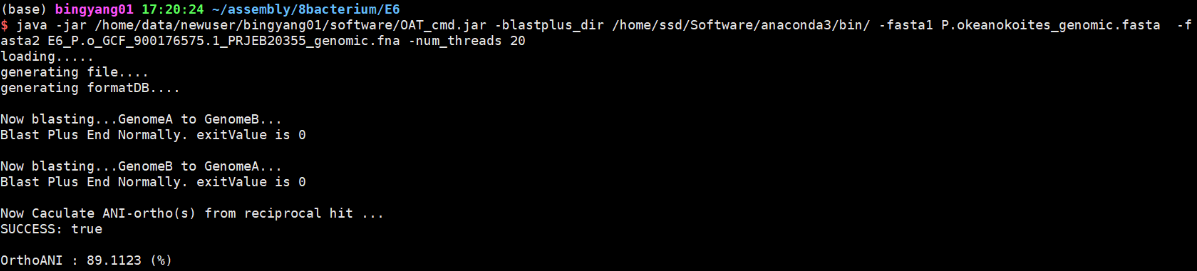 (base) bingyang01 17:20:24 ~/assembly/8bacterium/E6
$ java -jar /home/data/newuser/bingyang01/software/OAT_cmd.jar -blastplus_dir /home/ssd/Software/anaconda3/bin/ -fasta1 P.okeanokoites_genomic.fasta  -f
asta2 E6_P.o_GCF_900176575.1_PRJEB20355_genomic.fna -num_threads 20
loading.....
generating file....
generating formatDB....
Now blasting...GenomeA to GenomeB...
Blast Plus End Normally. exitValue is 0
Now blasting...GenomeB to GenomeA...
Blast Plus End Normally. exitValue is 0
Now Caculate ANI-ortho(s) from reciprocal hit ...
SUCCESS: true
OrthoANI : 89.1123 (%)